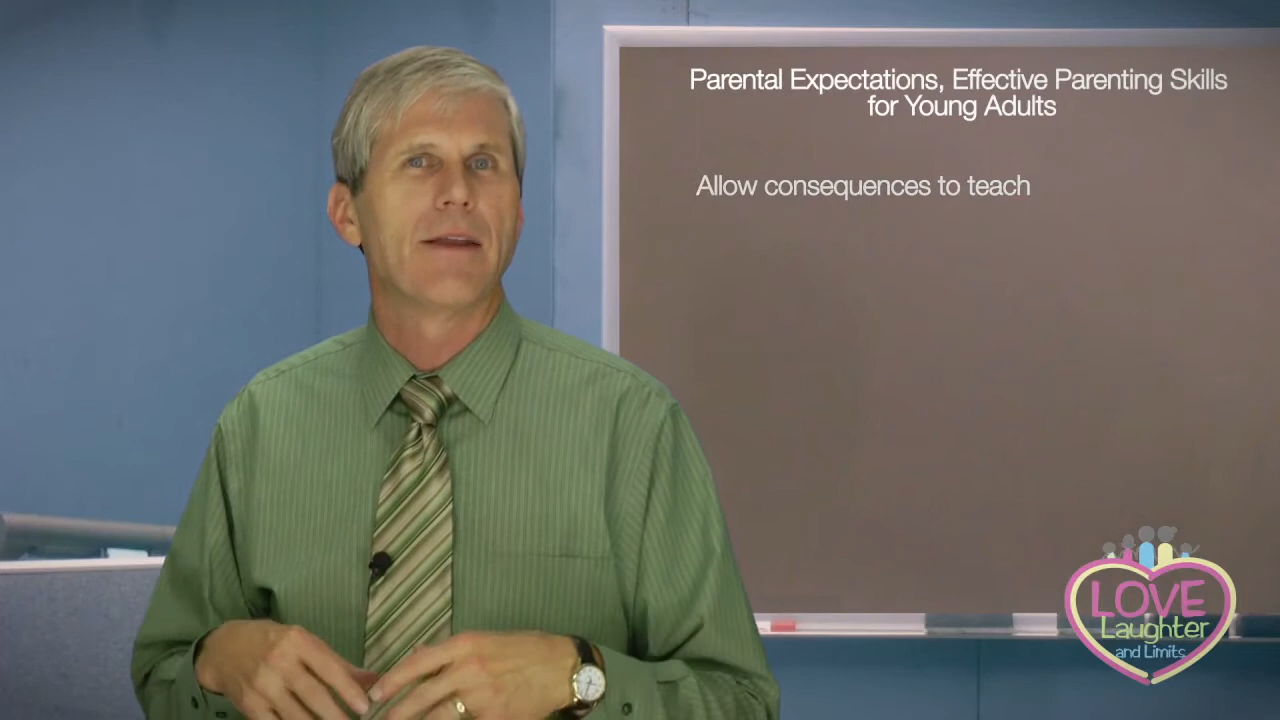 Parental Expectations, Effective Parenting Skills
for Young Adults
Allow consequences to teach
LOVE
Laughter
and Limits